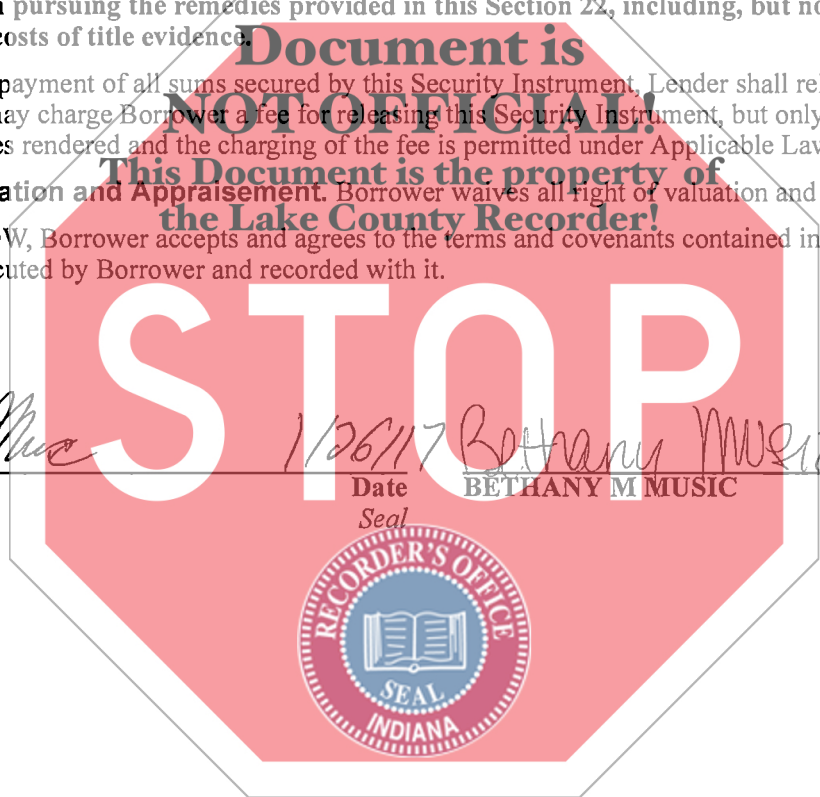 pursuing the remedies provided in this Section 22, including, but no
costs of title evidence.
Document is
payment of all sums secured by this Security Instrument, Lender shall rel
ay charge Borrower a fee for releasing this Security Instrument, but only
NOT OFFICIAL!
s rendered and the charging of the fee is permitted under Applicable Law
This Document is the property of
ation and Appraisement. Borrower waives all right of valuation and
the Lake County Recorder!
W, Borrower accepts and agrees to the terms and covenants contained in
cuted by Borrower and recorded with it.
STOP
1/26/17 Bethany Music
Date BETHANY M MUSIC
Seal
RECORDER'S OFFICE
SEAL
INDIANA